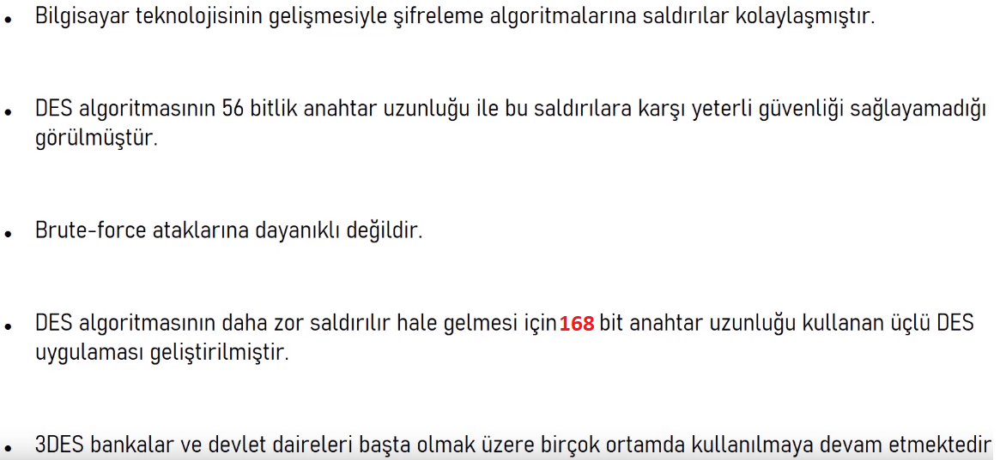 • Bilgisayar teknolojisinin gelişmesiyle şifreleme algoritmalarına saldırılar kolaylaşmıştır.
• DES algoritmasının 56 bitlik anahtar uzunluğu ile bu saldırılara karşı yeterli güvenliği sağlayamadığı
görülmüştür.
• Brute-force ataklarına dayanıklı değildir.
• DES algoritmasının daha zor saldırılır hale gelmesi için 168 bit anahtar uzunluğu kullanan üçlü DES
uygulaması geliştirilmiştir.
• 3DES bankalar ve devlet daireleri başta olmak üzere birçok ortamda kullanılmaya devam etmektedir